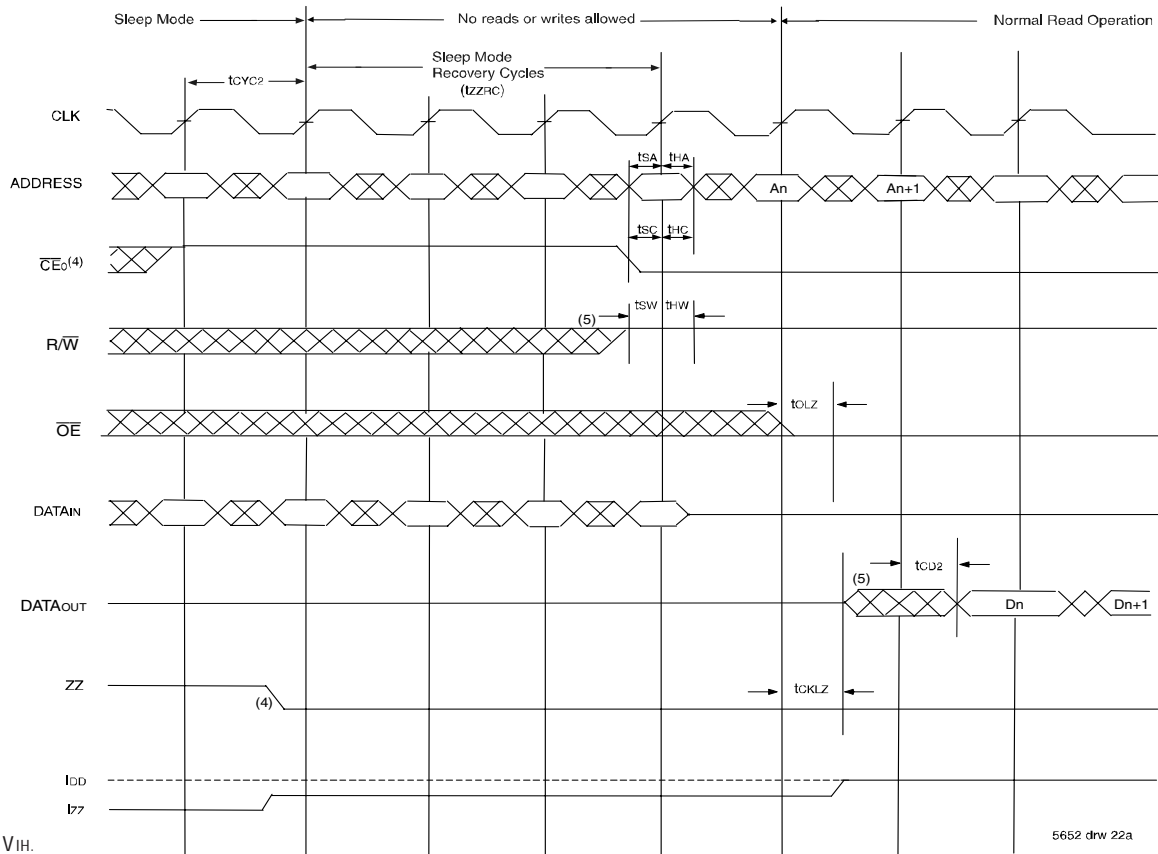 Sleep Mode
No reads or writes allowed
Normal Read Operation
Sleep Mode
Recovery Cycles
(tZZRC)
tCYC2
CLK
tSA tHA
ADDRESS
An
An+1
tSC tHC
CE0(4)
tSW tHW
(5)
R/W
tOLZ
OE
DATAIN
tCD2
(5)
DATAOUT
Dn
Dn+1
ZZ
(4)
tCKLZ
IDD
IZZ
5652 drw 22a
VIH.